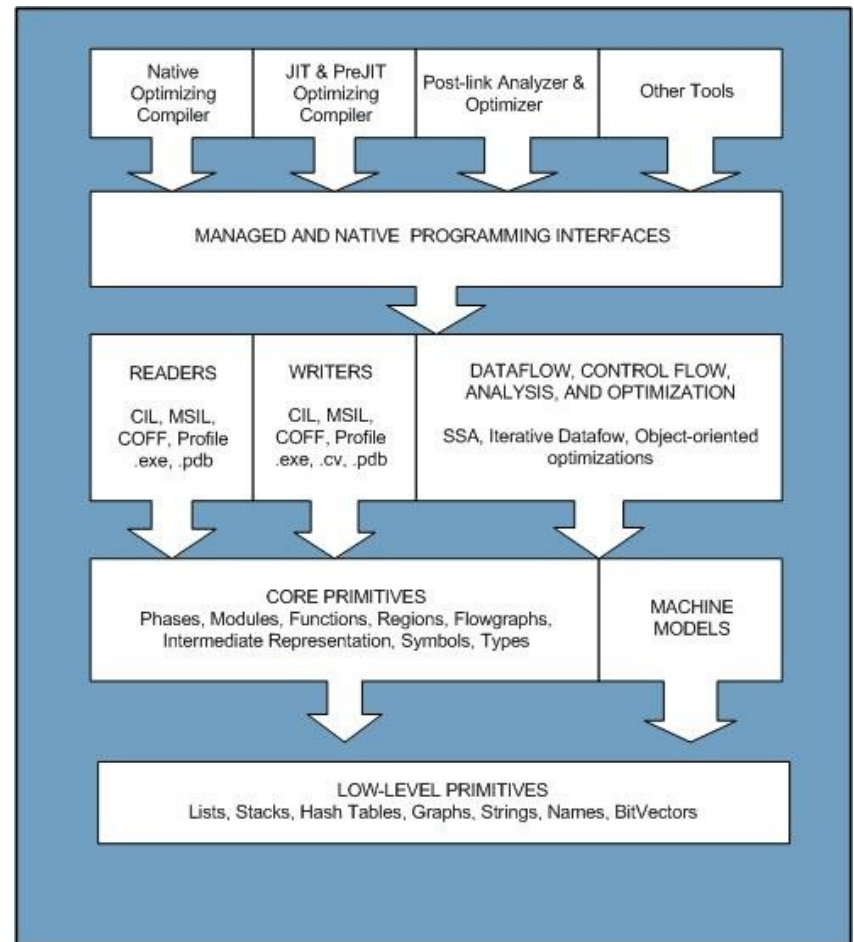 Native
Optimizing
Compiler
JIT & PreJIT
Optimizing
Compiler
Post-link Analyzer &
Optimizer
Other Tools
MANAGED AND NATIVE PROGRAMMING INTERFACES
READERS
CIL, MSIL,
COFF, Profile
.exe, .pdb
WRITERS
CIL, MSIL,
COFF, Profile
.exe, .cv, .pdb
DATAFLOW, CONTROL FLOW,
ANALYSIS, AND OPTIMIZATION
SSA, Iterative Datafow, Object-oriented
optimizations
CORE PRIMITIVES
Phases, Modules, Functions, Regions, Flowgraphs,
Intermediate Representation, Symbols, Types
MACHINE
MODELS
LOW-LEVEL PRIMITIVES
Lists, Stacks, Hash Tables, Graphs, Strings, Names, BitVectors